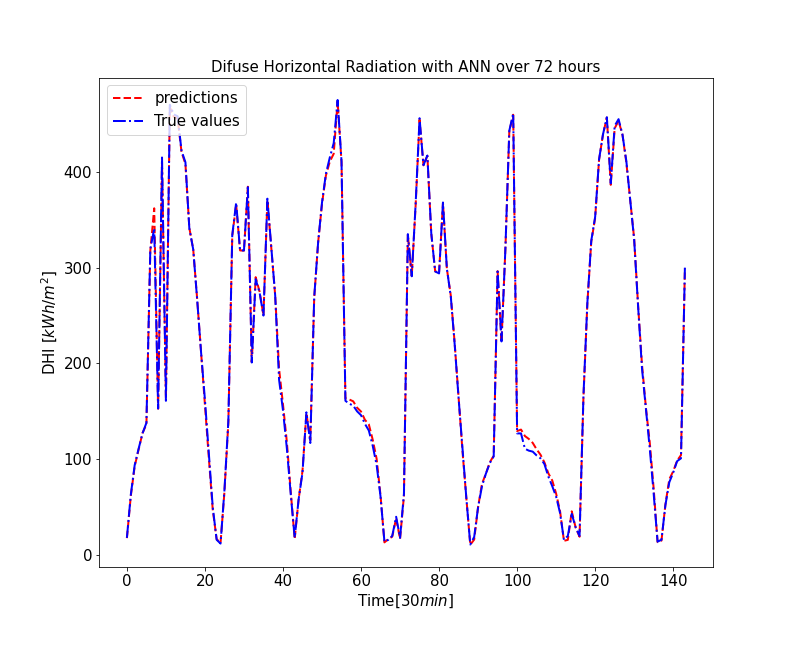 Difuse Horizontal Radiation with ANN over 72 hours
predictions
True values
DHI [kWh/m²]
400
300
200
100
0
0 20 40 60 80 100 120 140
Time[30min]